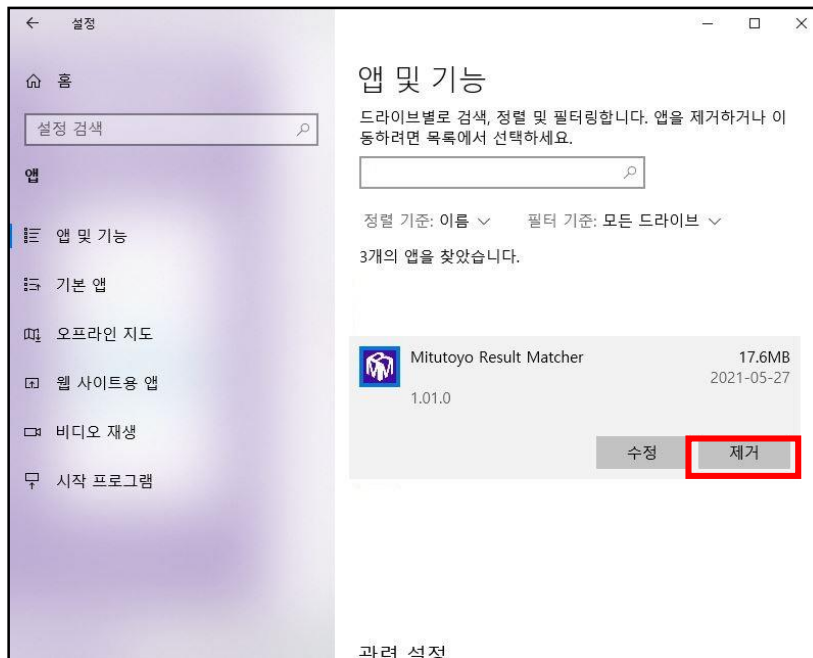 설정
홈
설정 검색
앱
앱 및 기능
기본 앱
오프라인 지도
웹 사이트용 앱
비디오 재생
시작 프로그램
앱 및 기능
드라이브별로 검색, 정렬 및 필터링합니다. 앱을 제거하거나 이
동하려면 목록에서 선택하세요.
정렬 기준: 이름 필터 기준: 모든 드라이브
3개의 앱을 찾았습니다.
Mitutoyo Result Matcher 17.6MB
2021-05-27
1.01.0
수정 제거
관련 설정